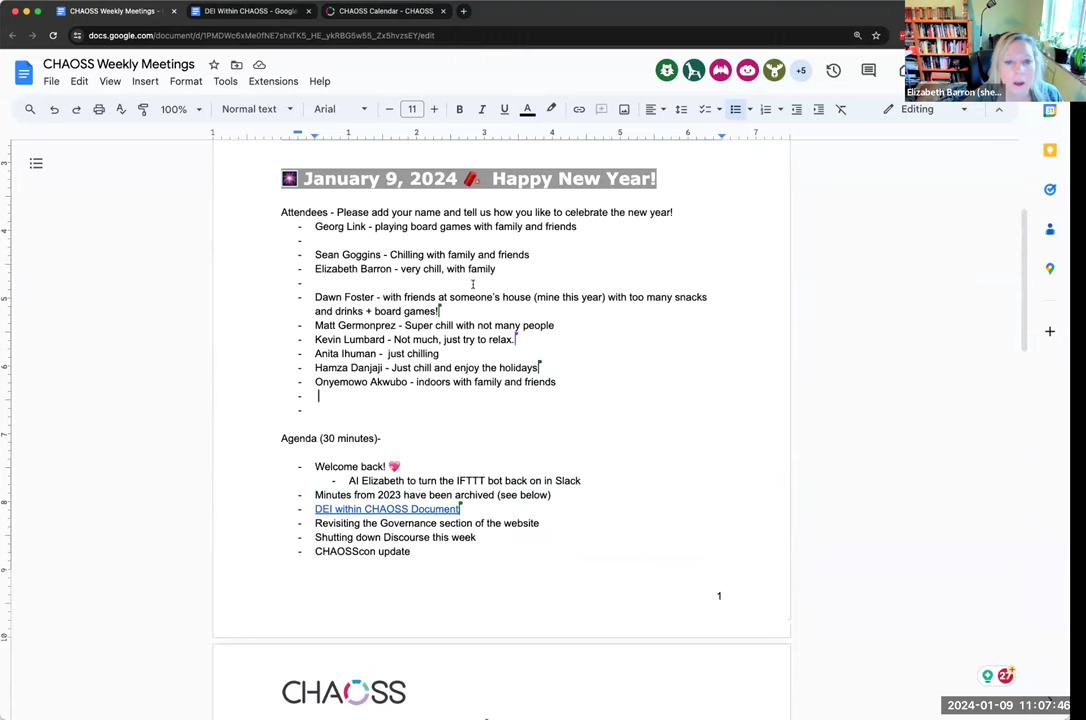 CHAOSS Weekly Meetings -
DEI Within CHAOSS - Google
CHAOSS Calendar - CHAOSS
docs.google.com/document/d/1PMDWc6xMe0fNE7shxTK5_HE_ykRBG5w55_Zx5hvzsEY/edit
CHAOSS Weekly Meetings
File Edit View Insert Format Tools Extensions Help
+5
100% Normal text Arial 11 Editing
Elizabeth Barron (she...
1 1 2 3 4 5 6 7
January 9, 2024 🧨 Happy New Year!
Attendees - Please add your name and tell us how you like to celebrate the new year!
- Georg Link - playing board games with family and friends
-
- Sean Goggins - Chilling with family and friends
- Elizabeth Barron - very chill, with family
-
- Dawn Foster - with friends at someone's house (mine this year) with too many snacks
and drinks + board games!
- Matt Germonprez - Super chill with not many people
- Kevin Lumbard - Not much, just try to relax.
- Anita Ihuman - just chilling
- Hamza Danjaji - Just chill and enjoy the holidays
- Onyemowo Akwubo - indoors with family and friends
-
-
Agenda (30 minutes)-
- Welcome back! 💖
- AI Elizabeth to turn the IFTTT bot back on in Slack
- Minutes from 2023 have been archived (see below)
- DEI within CHAOSS Document
- Revisiting the Governance section of the website
- Shutting down Discourse this week
- CHAOSScon update
1
CHAOSS
27
2024-01-09 11:07:46